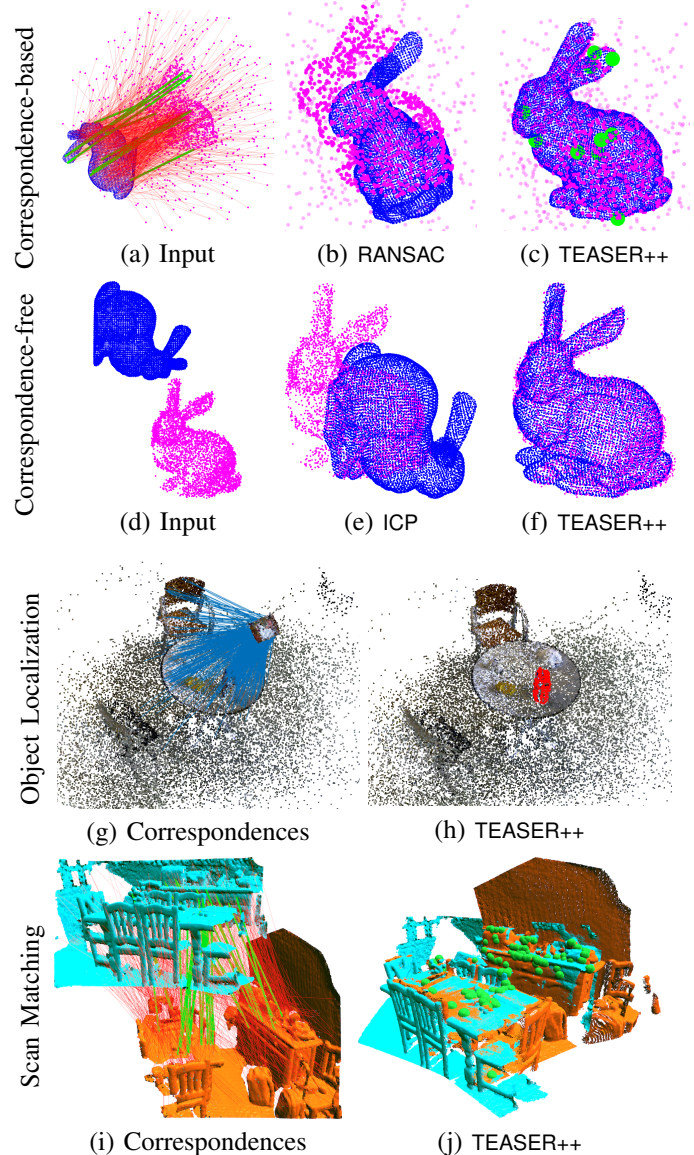 Correspondence-based
(a) Input
(b) RANSAC
(c) TEASER++
Correspondence-free
(d) Input
(e) ICP
(f) TEASER++
Object Localization
(g) Correspondences
(h) TEASER++
Scan Matching
(i) Correspondences
(j) TEASER++